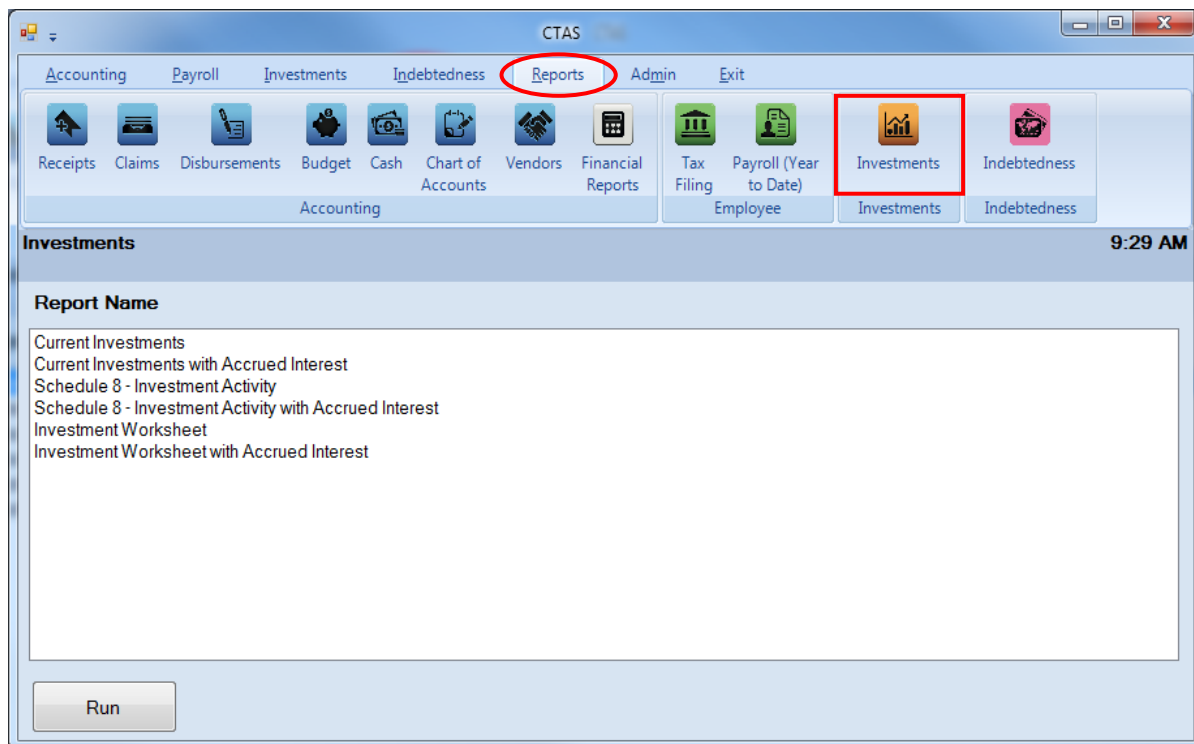 CTAS
Accounting Payroll Investments Indebtedness Reports Admin Exit
Receipts Claims Disbursements Budget Cash Chart of Accounts Vendors Financial Reports Tax Filing Payroll (Year to Date) Investments Indebtedness
Accounting Employee Investments Indebtedness
Investments 9:29 AM
Report Name
Current Investments
Current Investments with Accrued Interest
Schedule 8 - Investment Activity
Schedule 8 - Investment Activity with Accrued Interest
Investment Worksheet
Investment Worksheet with Accrued Interest
Run